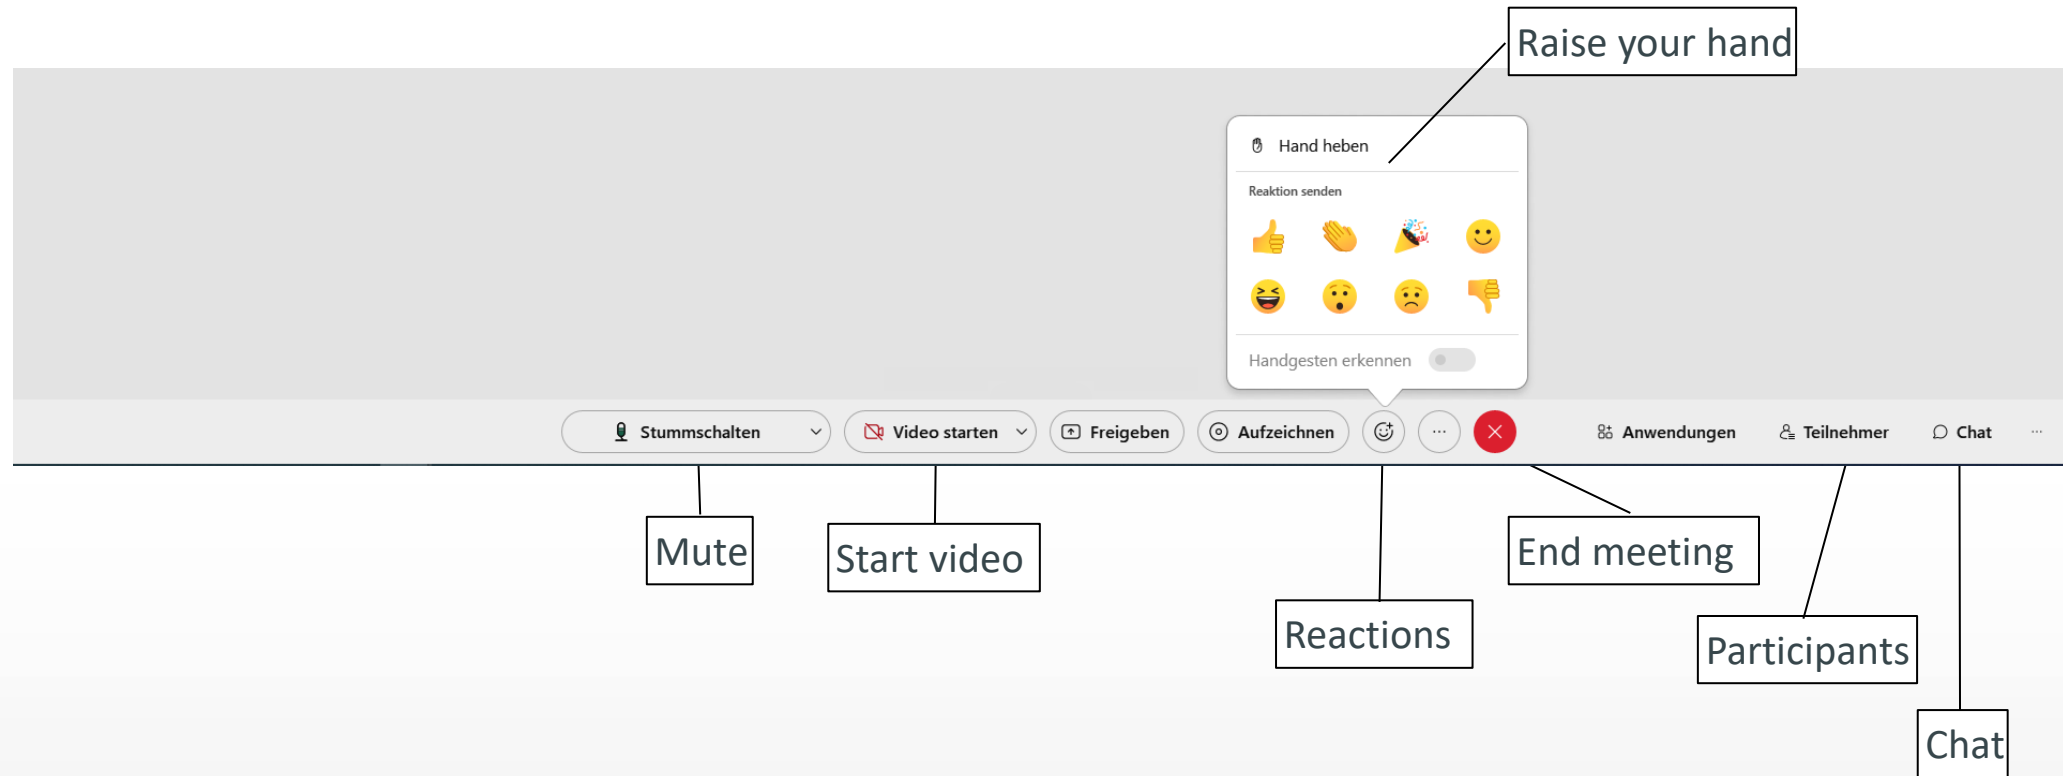 Raise your hand
Hand heben
Reaktion senden
Handgesten erkennen
Stummschalten
Video starten
Freigeben
Aufzeichnen
Anwendungen
Teilnehmer
Chat
Mute
Start video
End meeting
Reactions
Participants
Chat